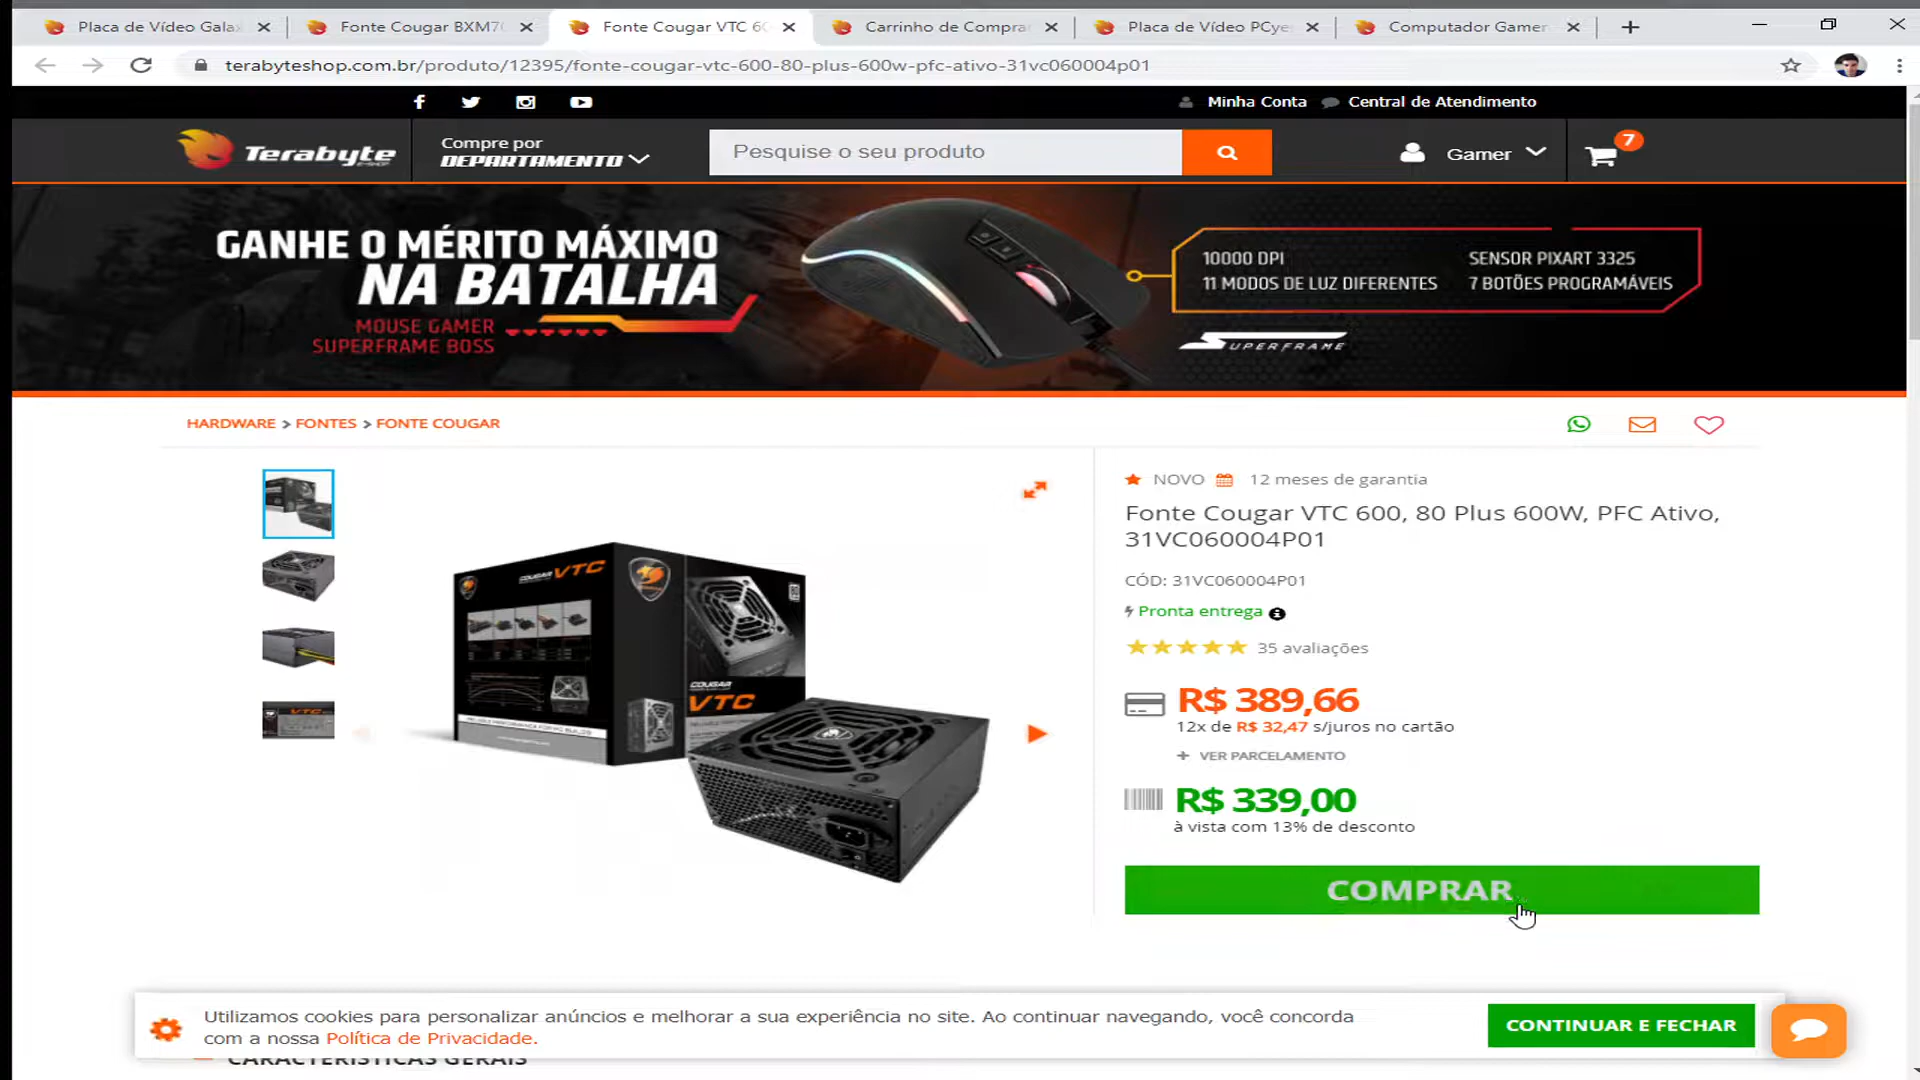 Placa de Vídeo Gala
Fonte Cougar BXM70
Fonte Cougar VTC 60
Carrinho de Compra
Placa de Vídeo PCye
Computador Gamer
terabyteshop.com.br/produto/12395/fonte-cougar-vtc-600-80-plus-600w-pfc-ativo-31vc060004p01
Minha Conta
Central de Atendimento
Terabyte
Compre por
DEPARTAMENTO
Pesquise o seu produto
Gamer
7
GANHE O MÉRITO MÁXIMO
NA BATALHA
MOUSE GAMER
SUPERFRAME BOSS
10000 DPI
11 MODOS DE LUZ DIFERENTES
SENSOR PIXART 3325
7 BOTÕES PROGRAMÁVEIS
SUPERFRAME
HARDWARE > FONTES > FONTE COUGAR
COUGAR VTC
COUGAR
VTC
VTC
NOVO
12 meses de garantia
Fonte Cougar VTC 600, 80 Plus 600W, PFC Ativo,
31VC060004P01
CÓD: 31VC060004P01
Pronta entrega
35 avaliações
R$ 389,66
12x de R$ 32,47 s/juros no cartão
+ VER PARCELAMENTO
R$ 339,00
à vista com 13% de desconto
COMPRAR
Utilizamos cookies para personalizar anúncios e melhorar a sua experiência no site. Ao continuar navegando, você concorda
com a nossa Política de Privacidade.
CONTINUAR E FECHAR
CARACTERÍSTICAS GERAIS